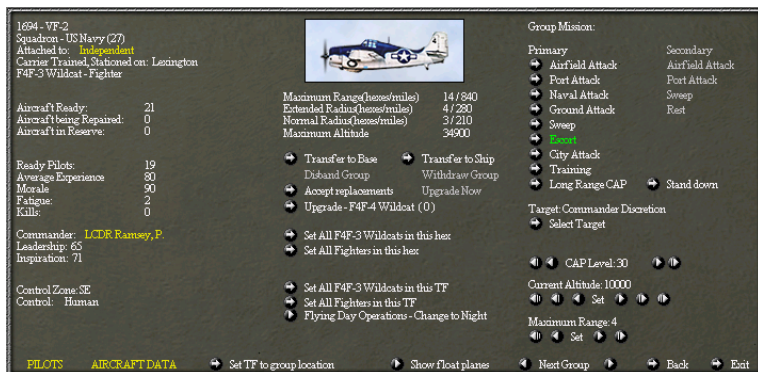 1694 - VF-2
Squadron - US Navy (27)
Attached to: Independent
Carrier Trained, Stationed on: Lexington
F4F-3 Wildcat - Fighter
Aircraft Ready: 21
Aircraft being Repaired: 0
Aircraft in Reserve: 0
Ready Pilots: 19
Average Experience 80
Morale 90
Fatigue: 2
Kills: 0
Commander: LCDR Ramsey, P.
Leadership: 65
Inspiration: 71
Control Zone: SE
Control: Human
Maximum Range(hexes/miles) 14 / 840
Extended Radius(hexes/miles) 4 / 280
Normal Radius(hexes/miles) 3 / 210
Maximum Altitude 34900
Transfer to Base Transfer to Ship
Disband Group Withdraw Group
Accept replacements Upgrade Now
Upgrade - F4F-4 Wildcat ( 0 )
Set All F4F-3 Wildcats in this hex
Set All Fighters in this hex
Set All F4F-3 Wildcats in this TF
Set All Fighters in this TF
Flying Day Operations - Change to Night
Group Mission:
Primary Secondary
Airfield Attack Airfield Attack
Port Attack Port Attack
Naval Attack Sweep
Ground Attack Rest
Sweep
Escort
City Attack
Training
Long Range CAP Stand down
Target: Commander Discretion
Select Target
CAP Level: 30
Current Altitude: 10000
Set
Maximum Range: 4
Set
PILOTS AIRCRAFT DATA Set TF to group location Show float planes Next Group Back Exit